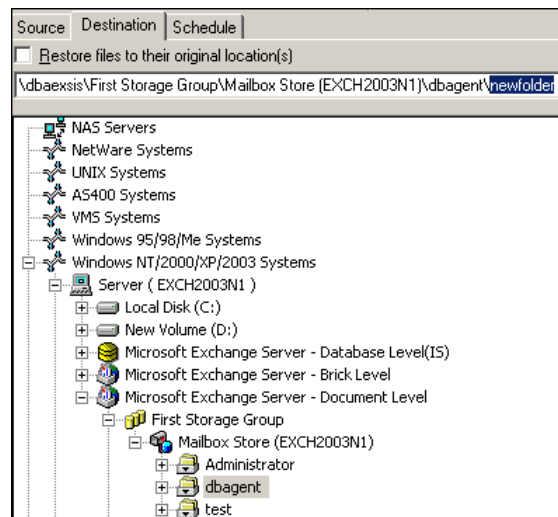 Source Destination Schedule
Restore files to their original location(s)
\dbaexsis\First Storage Group\Mailbox Store (EXCH2003N1)\dbagent\newfolder
NAS Servers
NetWare Systems
UNIX Systems
AS400 Systems
VMS Systems
Windows 95/98/Me Systems
Windows NT/2000/XP/2003 Systems
Server ( EXCH2003N1 )
Local Disk (C:)
New Volume (D:)
Microsoft Exchange Server - Database Level(IS)
Microsoft Exchange Server - Brick Level
Microsoft Exchange Server - Document Level
First Storage Group
Mailbox Store (EXCH2003N1)
Administrator
dbagent
test